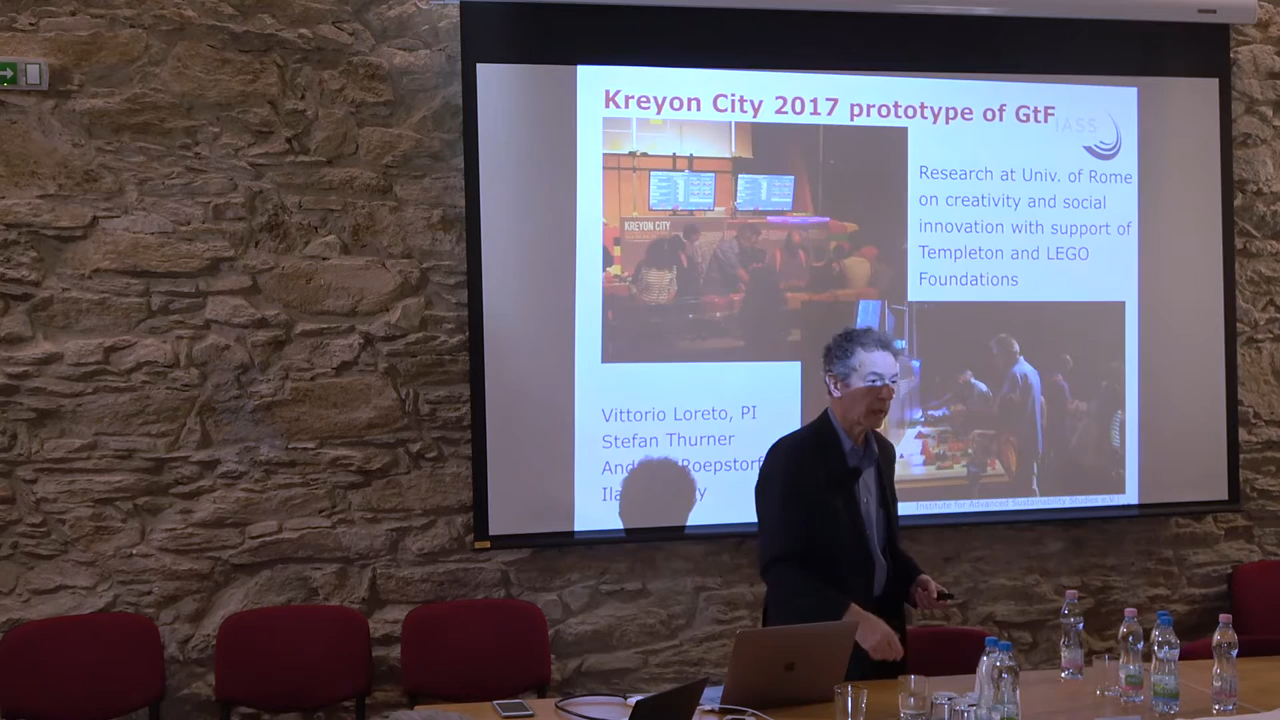 Kreyon City 2017 prototype of GtF
IASS
Research at Univ. of Rome
on creativity and social
innovation with support of
Templeton and LEGO
Foundations
KREYON CITY
Vittorio Loreto, PI
Stefan Thurner
Roepstorf
Institute for Advanced Sustainability Studies e.V.